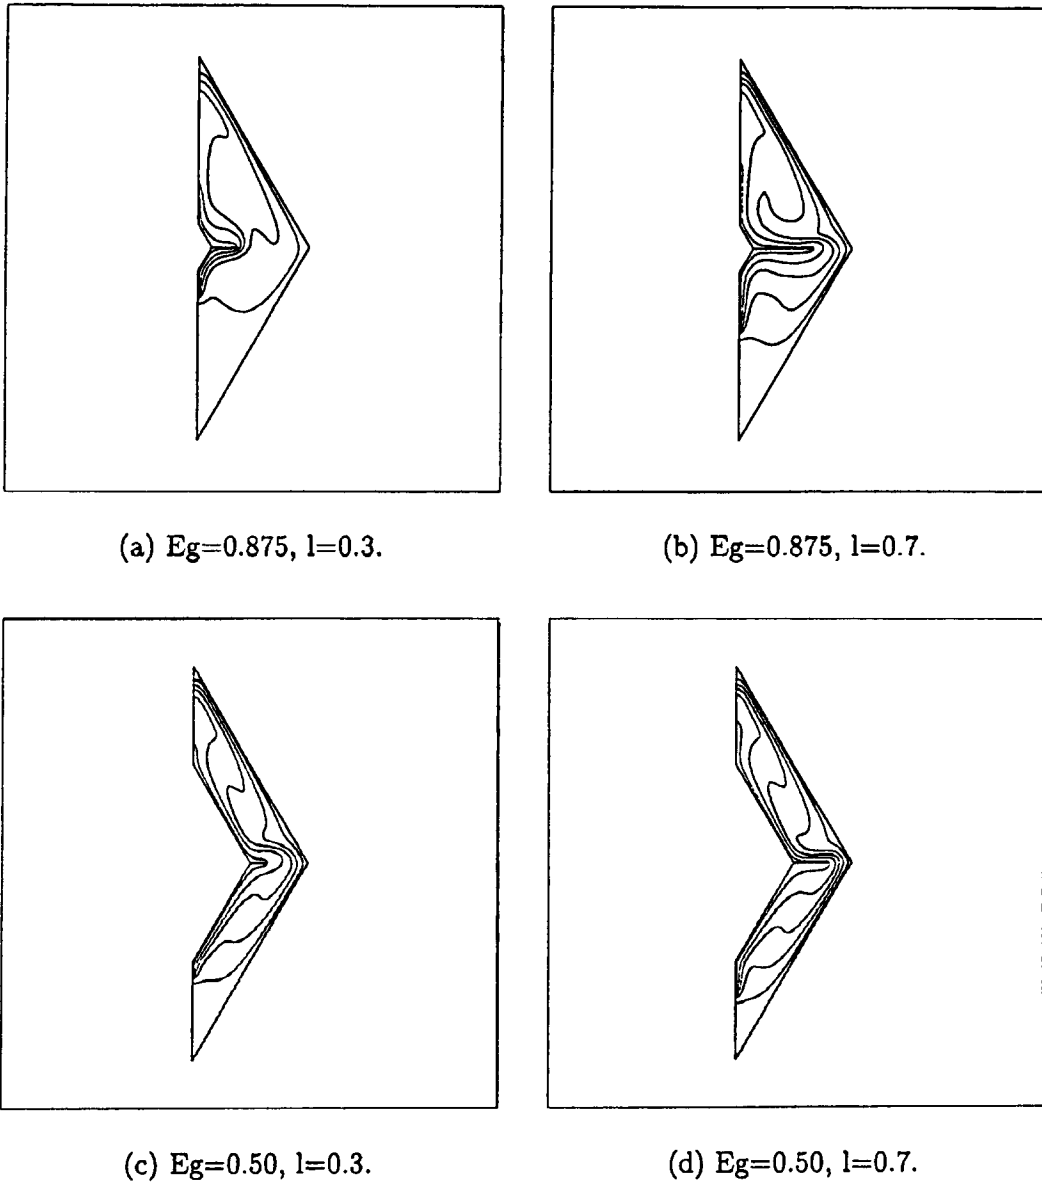 (a) Eg=0.875, l=0.3.
(b) Eg=0.875, l=0.7.
(c) Eg=0.50, l=0.3.
(d) Eg=0.50, l=0.7.